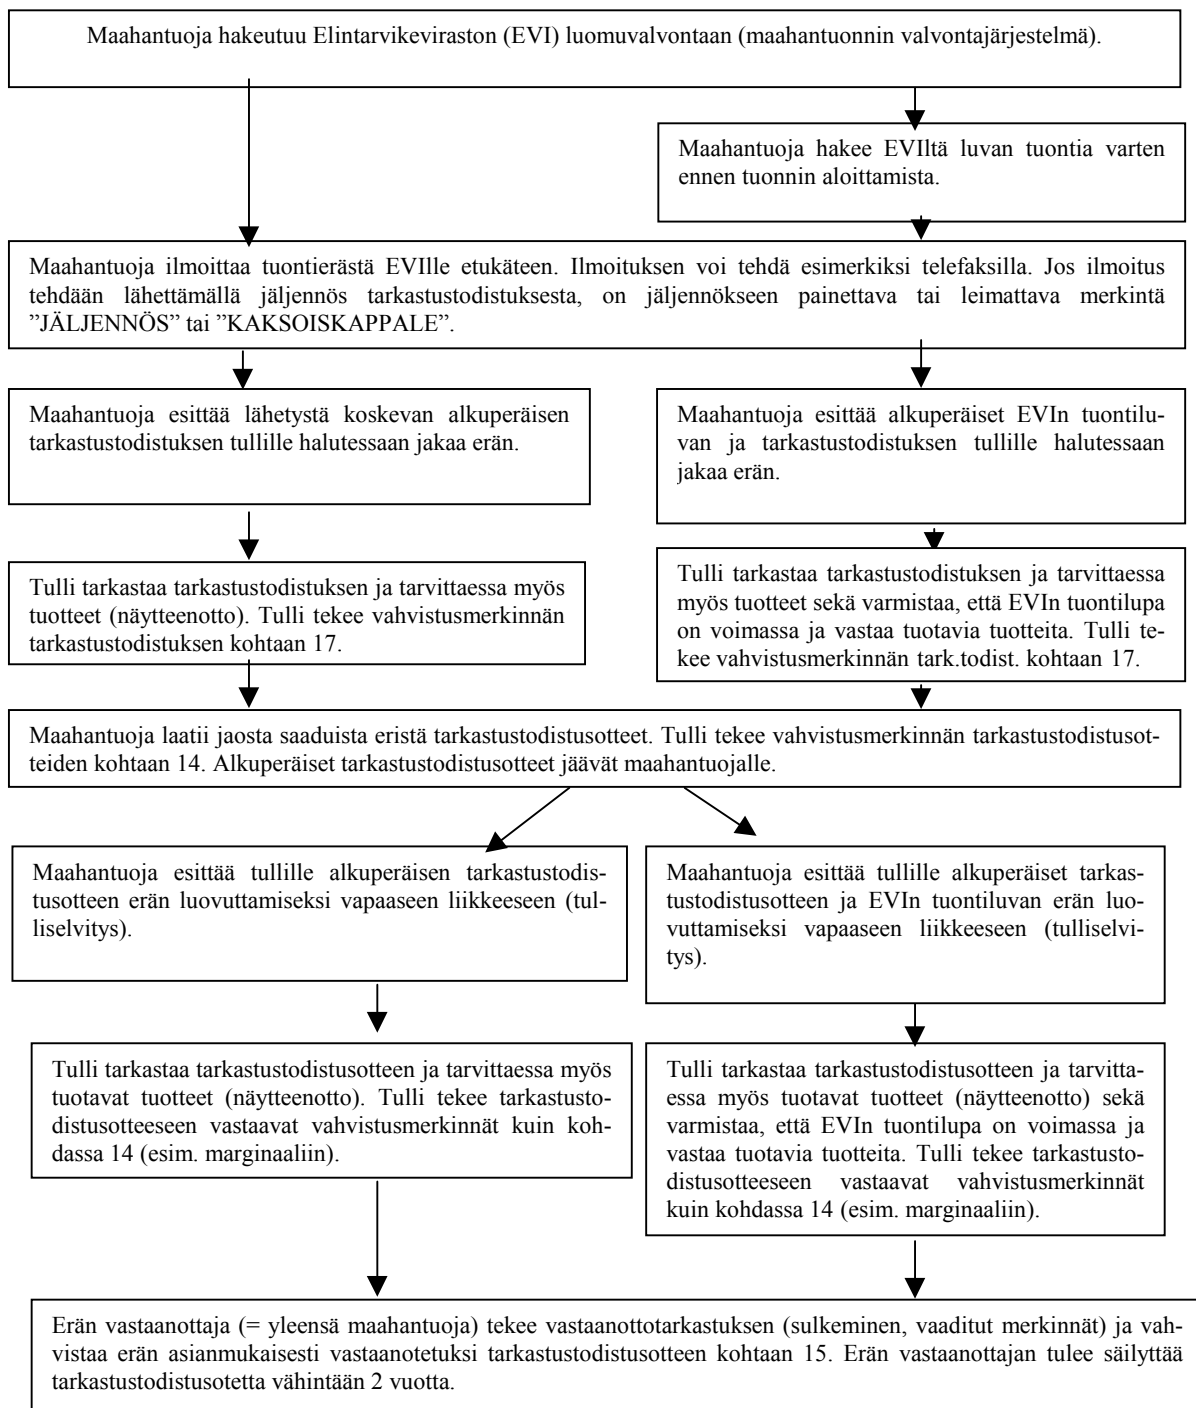 Maahantuoja hakeutuu Elintarvikeviraston (EVI) luomuvalvontaan (maahantuonnin valvontajärjestelmä).
Maahantuoja hakee EVIltä luvan tuontia varten
ennen tuonnin aloittamista.
Maahantuoja ilmoittaa tuontierästä EVIlle etukäteen. Ilmoituksen voi tehdä esimerkiksi telefaksilla. Jos ilmoitus
tehdään lähettämällä jäljennös tarkastustodistuksesta, on jäljennökseen painettava tai leimattava merkintä
”JÄLJENNÖS” tai ”KAKSOISKAPPALE”.
Maahantuoja esittää lähetystä koskevan alkuperäisen
tarkastustodistuksen tullille halutessaan jakaa erän.
Maahantuoja esittää alkuperäiset EVIn tuontilu-
van ja tarkastustodistuksen tullille halutessaan
jakaa erän.
Tulli tarkastaa tarkastustodistuksen ja tarvittaessa myös
tuotteet (näytteenotto). Tulli tekee vahvistusmerkinnän
tarkastustodistuksen kohtaan 17.
Tulli tarkastaa tarkastustodistuksen ja tarvittaessa
myös tuotteet sekä varmistaa, että EVIn tuontilupa
on voimassa ja vastaa tuotavia tuotteita. Tulli te-
kee vahvistusmerkinnän tark.todist. kohtaan 17.
Maahantuoja laatii jaosta saaduista eristä tarkastustodistusotteet. Tulli tekee vahvistusmerkinnän tarkastustodistusot-
teiden kohtaan 14. Alkuperäiset tarkastustodistusotteet jäävät maahantuojalle.
Maahantuoja esittää tullille alkuperäisen tarkastustodis-
tusotteen erän luovuttamiseksi vapaaseen liikkeeseen (tul-
liselvitys).
Maahantuoja esittää tullille alkuperäiset tarkas-
tustodistusotteen ja EVIn tuontiluvan erän luo-
vuttamiseksi vapaaseen liikkeeseen (tulliselvi-
tys).
Tulli tarkastaa tarkastustodistusotteen ja tarvittaessa myös
tuotavat tuotteet (näytteenotto). Tulli tekee tarkastusto-
distusotteeseen vastaavat vahvistusmerkinnät kuin koh-
dassa 14 (esim. marginaaliin).
Tulli tarkastaa tarkastustodistusotteen ja tarvitta-
essa myös tuotavat tuotteet (näytteenotto) sekä
varmistaa, että EVIn tuontilupa on voimassa ja
vastaa tuotavia tuotteita. Tulli tekee tarkastusto-
distusotteeseen vastaavat vahvistusmerkinnät
kuin kohdassa 14 (esim. marginaaliin).
Erän vastaanottaja (= yleensä maahantuoja) tekee vastaanottotarkastuksen (sulkeminen, vaaditut merkinnät) ja vah-
vistaa erän asianmukaisesti vastaanotetuksi tarkastustodistusotteen kohtaan 15. Erän vastaanottajan tulee säilyttää
tarkastustodistusotetta vähintään 2 vuotta.